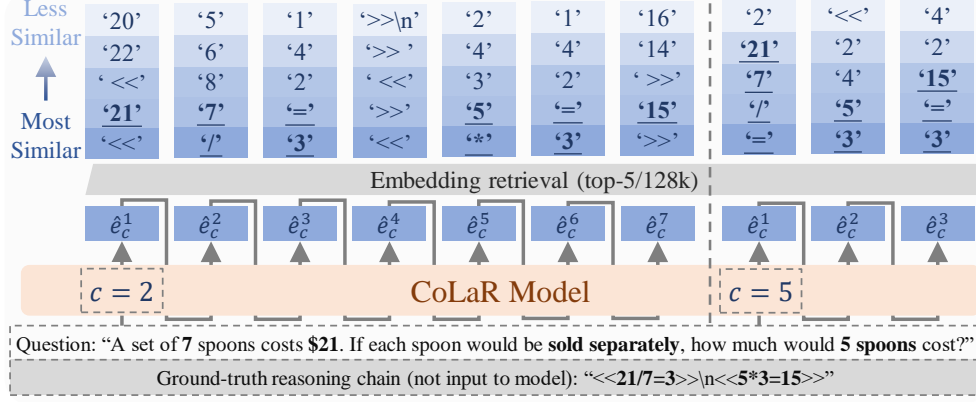 Less Similar
‘20’ ‘5’ ‘1’ ‘>>\n’ ‘2’ ‘1’ ‘16’ ‘2’ ‘<<’ ‘4’
‘22’ ‘6’ ‘4’ ‘>> ’ ‘4’ ‘4’ ‘14’ ‘21’ ‘2’ ‘2’
‘ <<’ ‘8’ ‘2’ ‘<<’ ‘3’ ‘2’ ‘ >>’ ‘7’ ‘4’ ‘15’
Most Similar
‘21’ ‘7’ ‘=’ ‘>>’ ‘5’ ‘=’ ‘15’ ‘/’ ‘5’ ‘=’
‘<<’ ‘/’ ‘3’ ‘<<’ ‘*’ ‘3’ ‘>>’ ‘=’ ‘3’ ‘3’
Embedding retrieval (top-5/128k)
ê_c^1 ê_c^2 ê_c^3 ê_c^4 ê_c^5 ê_c^6 ê_c^7 ê_c^1 ê_c^2 ê_c^3
c = 2 CoLaR Model c = 5
Question: “A set of 7 spoons costs $21. If each spoon would be sold separately, how much would 5 spoons cost?”
Ground-truth reasoning chain (not input to model): “<<21/7=3>>\n<<5*3=15>>”